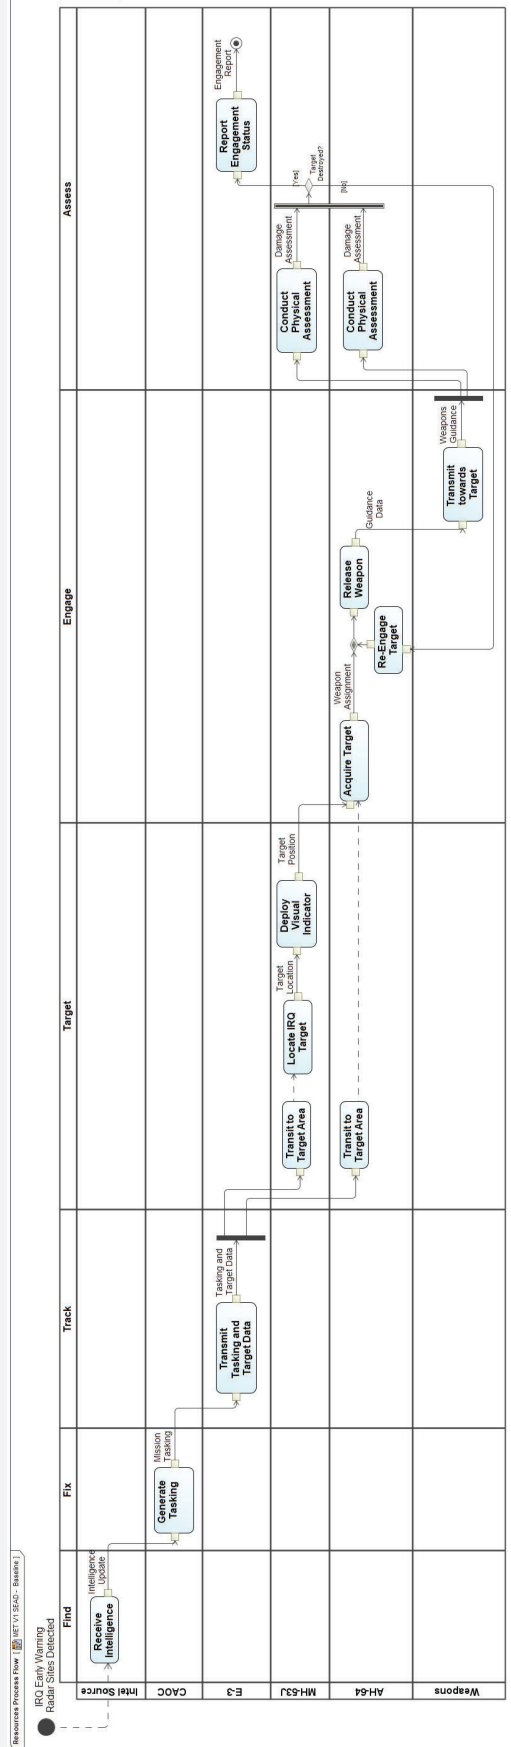 Resources Process Flow [ MET V1 SEAD - Baseline ]
IRQ Early Warning
Radar Sites Detected
Find
Fix
Track
Target
Engage
Assess
Intel Source
Receive
Intelligence
Intelligence
Update
CAOC
Generate
Tasking
Mission
Tasking
E-3
Transmit
Tasking and
Target Data
Tasking and
Target Data
Report
Engagement
Status
Engagement
Report
MH-53J
Transit to
Target Area
Locate IRQ
Target
Target
Location
Deploy
Visual
Indicator
Target
Position
Conduct
Physical
Assessment
Damage
Assessment
[Yes]
Target
Destroyed?
[No]
AH-64
Transit to
Target Area
Acquire Target
Weapon
Assignment
Release
Weapon
Re-Engage
Target
Guidance
Data
Conduct
Physical
Assessment
Damage
Assessment
Weapons
Transmit
towards
Target
Weapons
Guidance